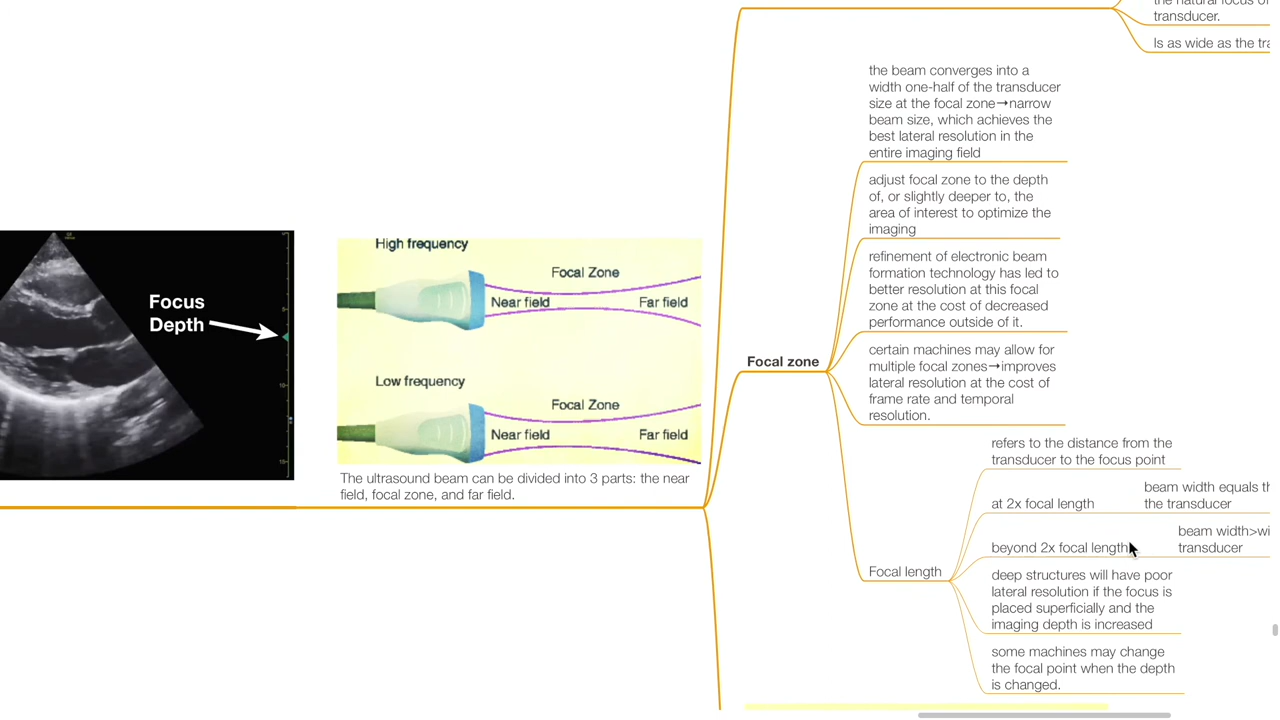 the natural focus of
transducer.
Is as wide as the tra
the beam converges into a
width one-half of the transducer
size at the focal zone→narrow
beam size, which achieves the
best lateral resolution in the
entire imaging field
adjust focal zone to the depth
of, or slightly deeper to, the
area of interest to optimize the
imaging
refinement of electronic beam
formation technology has led to
better resolution at this focal
zone at the cost of decreased
performance outside of it.
Focal zone
certain machines may allow for
multiple focal zones→improves
lateral resolution at the cost of
frame rate and temporal
resolution.
Focus
Depth
5
10
15
High frequency
Focal Zone
Near field
Far field
Low frequency
Focal Zone
Near field
Far field
The ultrasound beam can be divided into 3 parts: the near
field, focal zone, and far field.
Focal length
refers to the distance from the
transducer to the focus point
at 2x focal length
beam width equals th
the transducer
beyond 2x focal length
beam width>wi
transducer
deep structures will have poor
lateral resolution if the focus is
placed superficially and the
imaging depth is increased
some machines may change
the focal point when the depth
is changed.